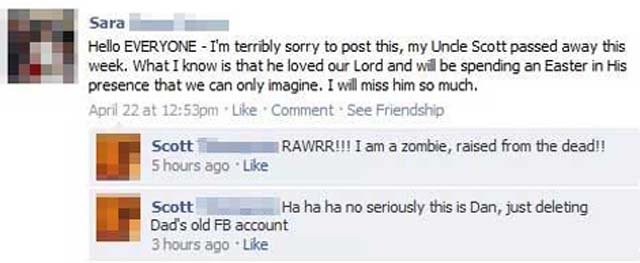 Sara
Hello EVERYONE - I'm terribly sorry to post this, my Uncle Scott passed away this
week. What I know is that he loved our Lord and will be spending an Easter in His
presence that we can only imagine. I will miss him so much.
April 22 at 12:53pm · Like · Comment · See Friendship
Scott RAWRR!!! I am a zombie, raised from the dead!!
5 hours ago · Like
Scott Ha ha ha no seriously this is Dan, just deleting
Dad's old FB account
3 hours ago · Like